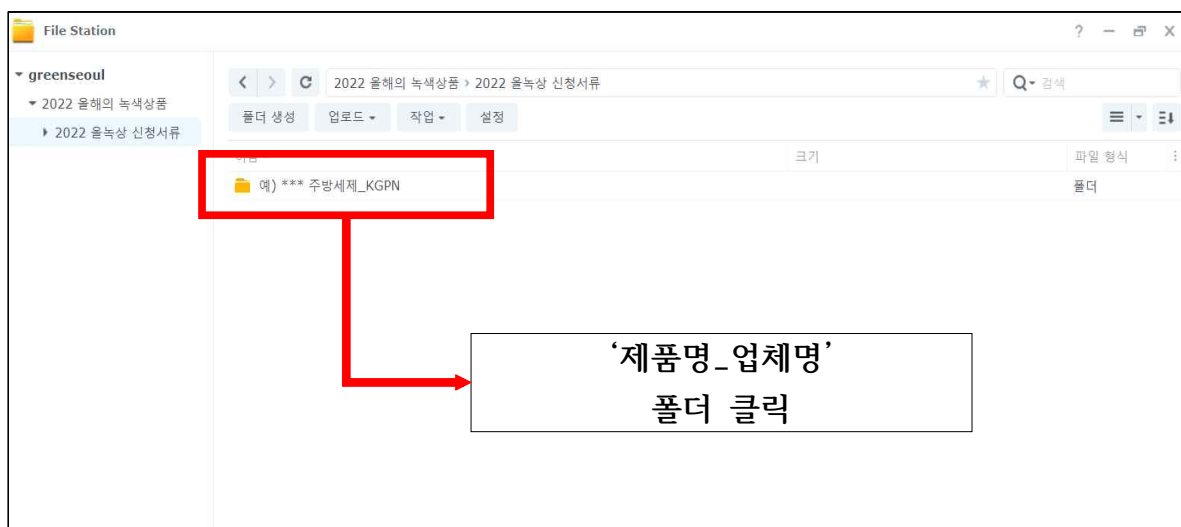 File Station
greenseoul
2022 올해의 녹색상품
2022 올녹상 신청서류
2022 올해의 녹색상품 › 2022 올녹상 신청서류
검색
폴더 생성 업로드 작업 설정
크기 파일 형식
예) *** 주방세제_KGPN 폴더
‘제품명_업체명’
폴더 클릭